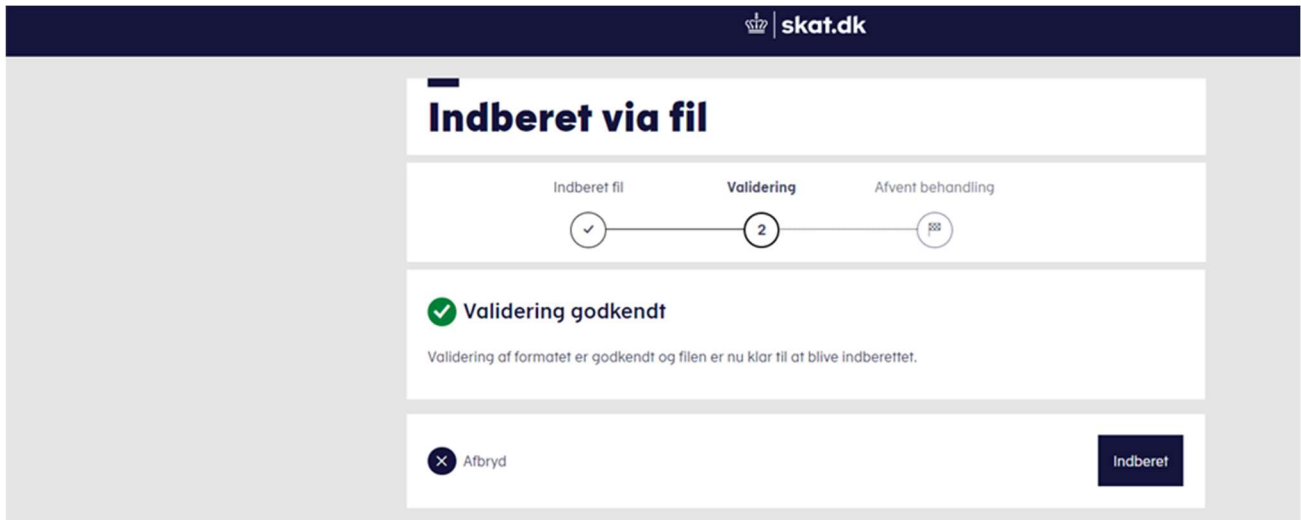 skat.dk
Indberet via fil
Indberet fil Validering Afvent behandling
2
Validering godkendt
Validering af formatet er godkendt og filen er nu klar til at blive indberettet.
Afbryd
Indberet